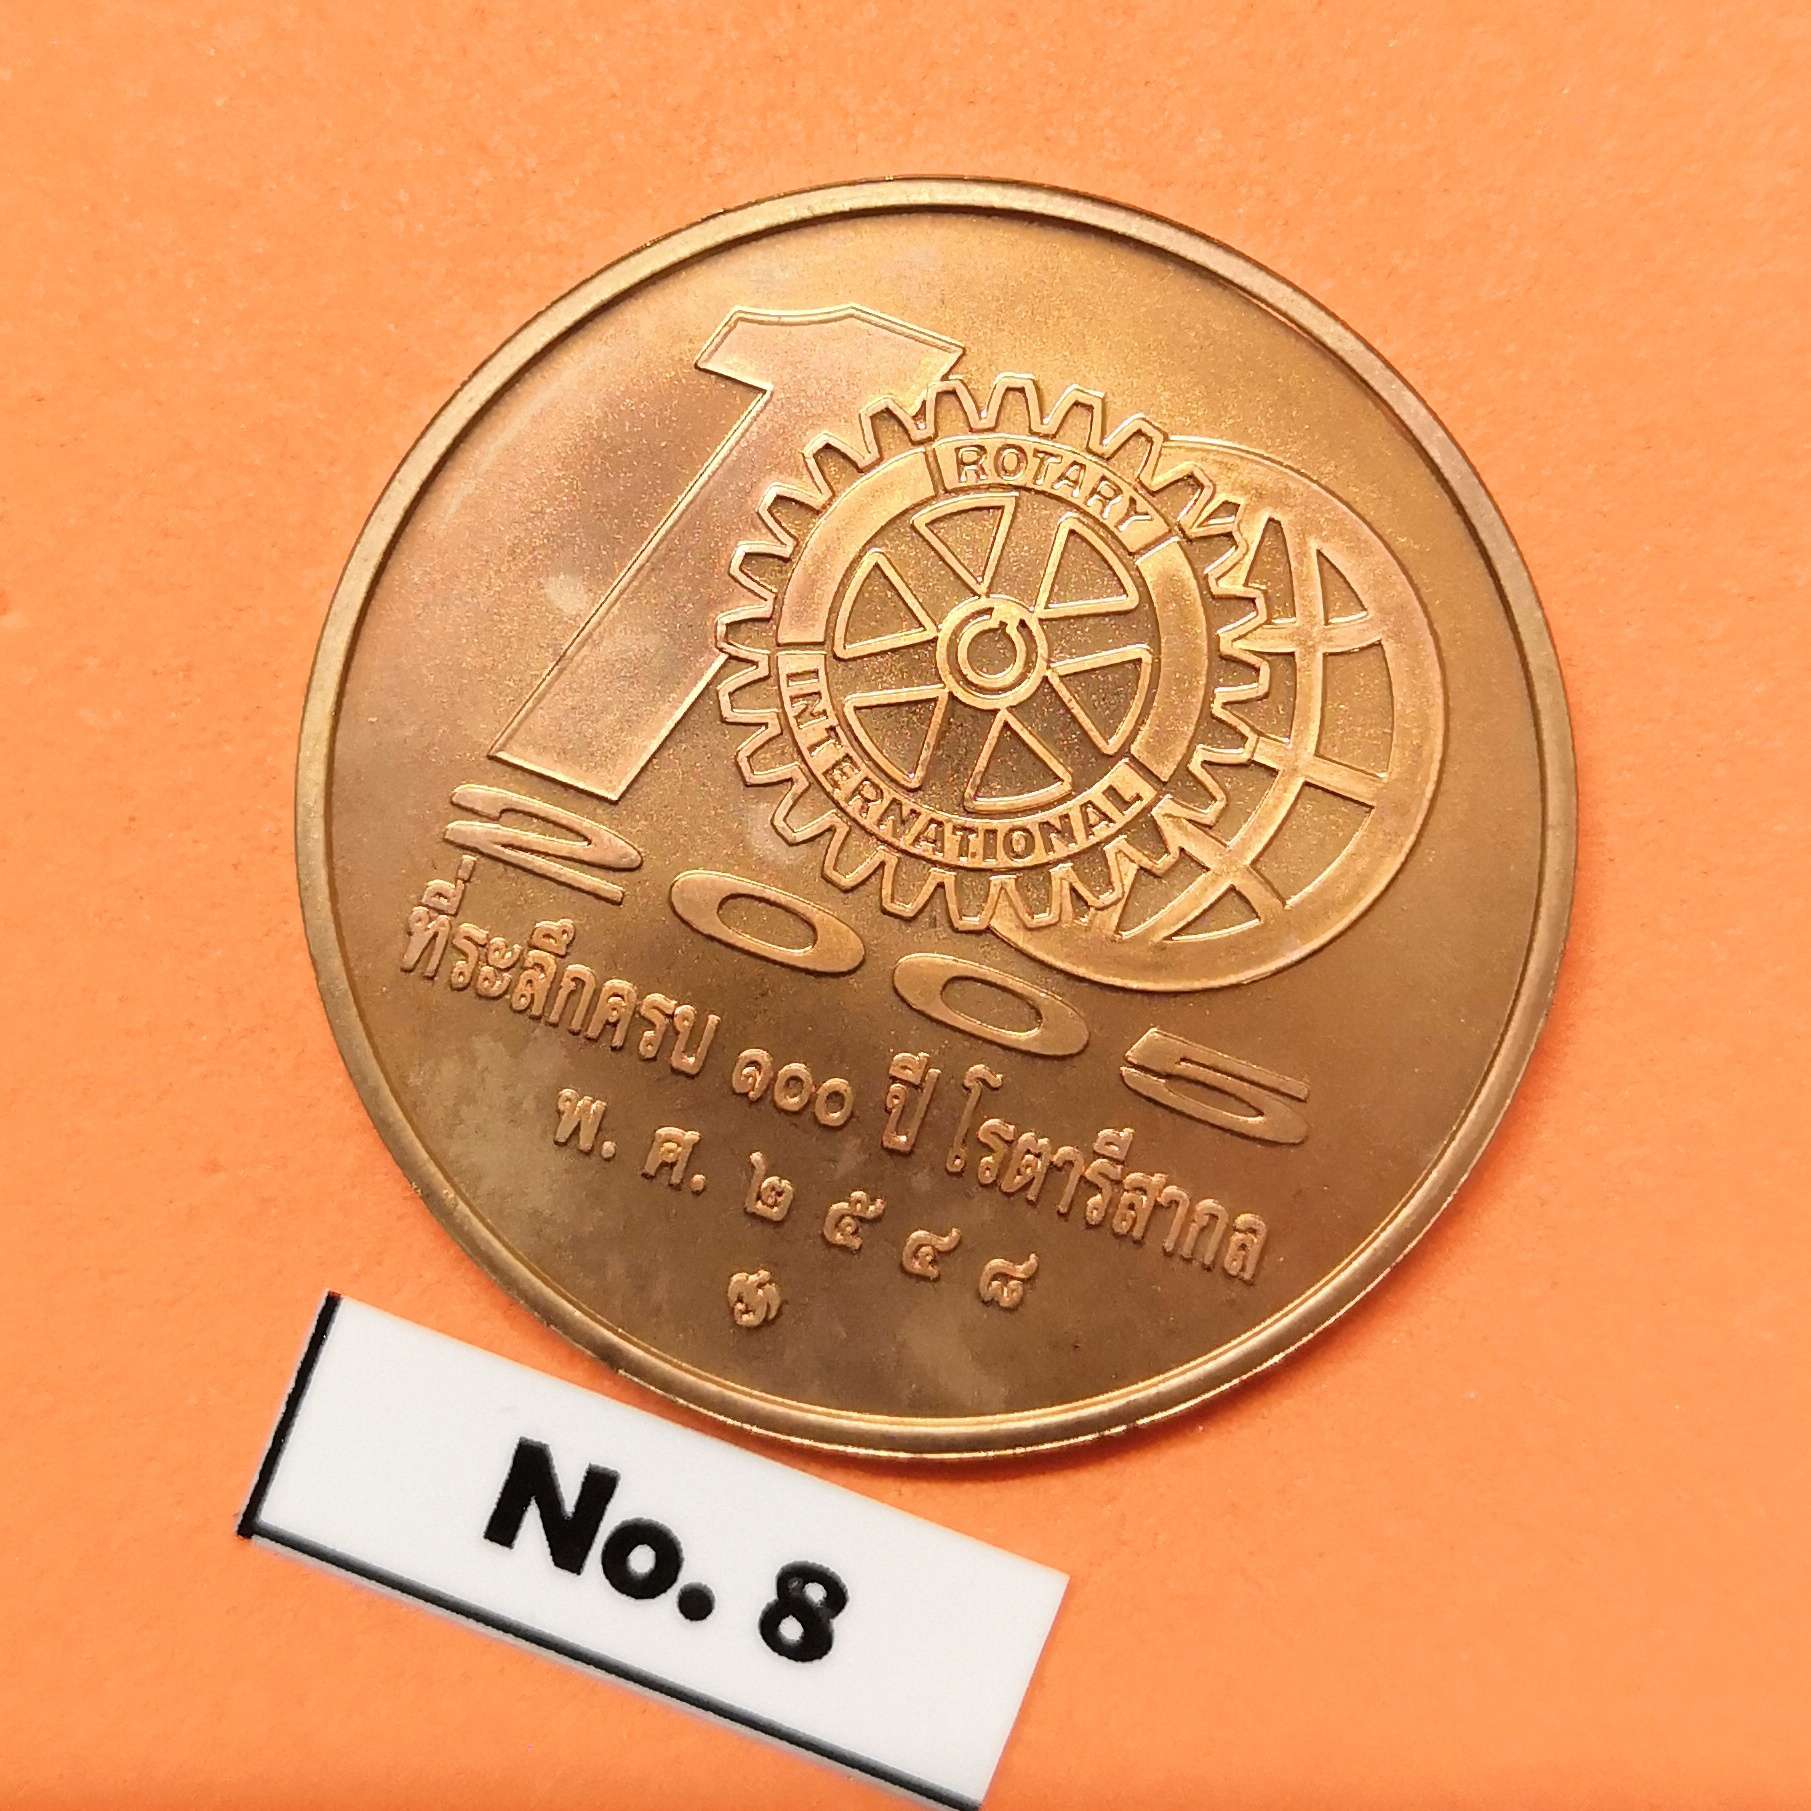 100
ROTARY
INTERNATIONAL
2005
ที่ระลึกครบ ๑๐๐ ปี โรตารีสากล
พ. ศ. ๒ ๕ ๔ ๘
No. 8